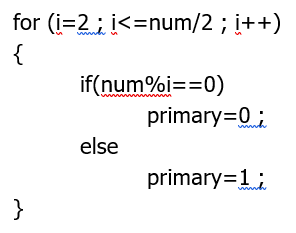 for (i=2 ; i<=num/2 ; i++)
{
if(num%i==0)
primary=0 ;
else
primary=1 ;
}